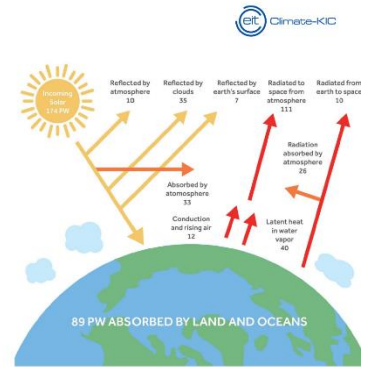 eit Climate-KIC
Incoming
Solar
174 PW
Reflected by
atmosphere
10
Reflected by
clouds
35
Reflected by
earth's surface
7
Radiated to
space from
atmosphere
111
Radiated from
earth to space
10
Radiation
absorbed by
atmosphere
26
Absorbed by
atomosphere
33
Conduction
and rising air
12
Latent heat
in water
vapor
40
89 PW ABSORBED BY LAND AND OCEANS